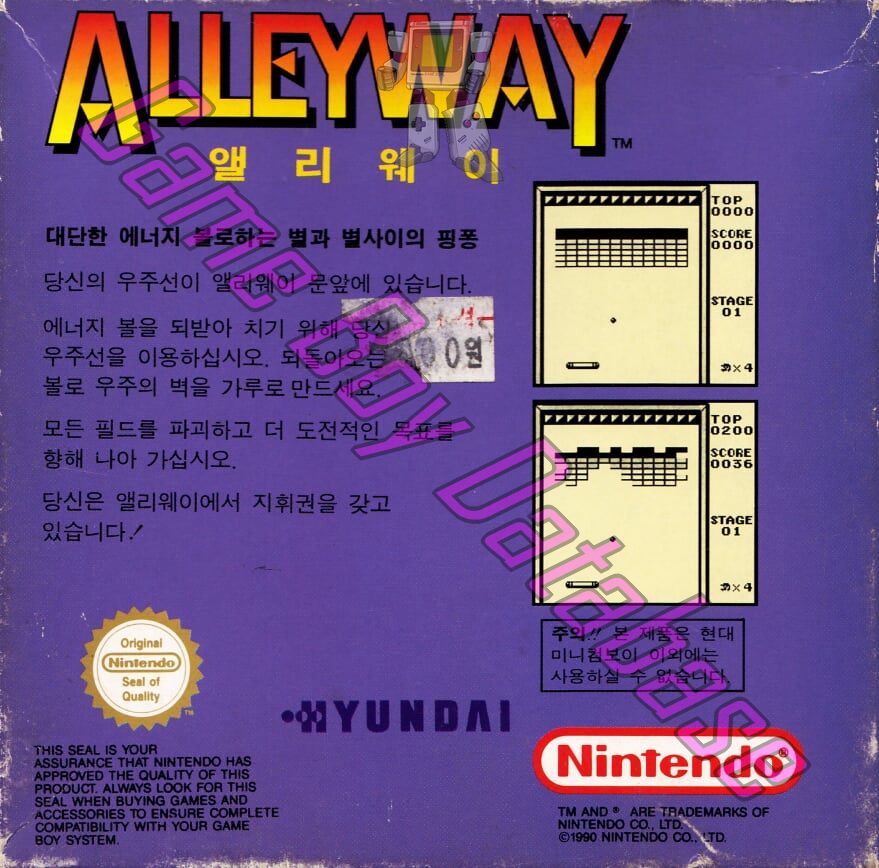 ALLEYWAY™
앨리웨이
대단한 에너지 볼로하는 별과 별사이의 핑퐁
당신의 우주선이 앨리웨어 문앞에 있습니다.
에너지 볼을 되받아 치기 위해 당신
우주선을 이용하십시오. 되돌아오는
볼로 우주의 벽을 가루로 만드세요.
00원
모든 필드를 파괴하고 더 도전적인 목표를
향해 나아 가십시오.
당신은 앨리웨이에서 지휘권을 갖고
있습니다!
TOP
0000
SCORE
0000
STAGE
01
×4
TOP
0200
SCORE
0036
STAGE
01
×4
주의!! 본 제품은 현대
미니컴보이 이외에는
사용하실 수 없습니다.
Original
Nintendo
Seal of
Quality
TM
HYUNDAI
Nintendo®
THIS SEAL IS YOUR
ASSURANCE THAT NINTENDO HAS
APPROVED THE QUALITY OF THIS
PRODUCT. ALWAYS LOOK FOR THIS
SEAL WHEN BUYING GAMES AND
ACCESSORIES TO ENSURE COMPLETE
COMPATIBILITY WITH YOUR GAME
BOY SYSTEM.
TM AND ® ARE TRADEMARKS OF
NINTENDO CO., LTD.
©1990 NINTENDO CO., LTD.
Game Boy Database